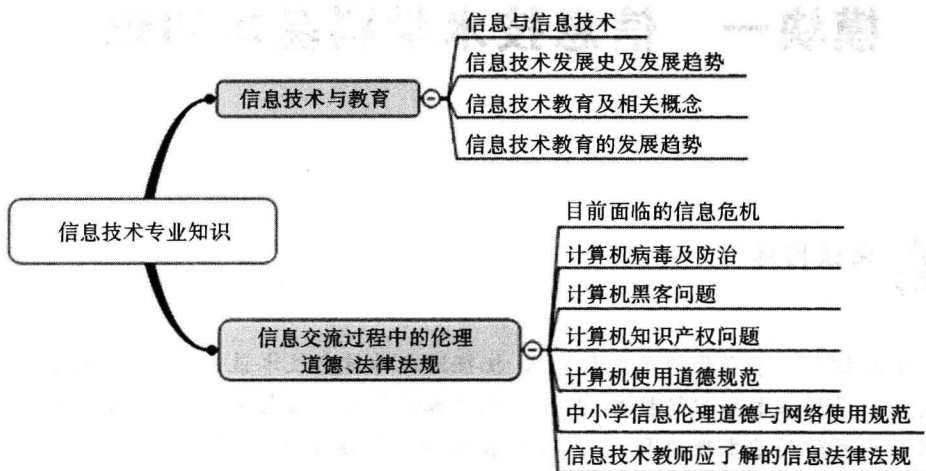 信息与信息技术
信息技术发展史及发展趋势
信息技术与教育
信息技术教育及相关概念
信息技术教育的发展趋势
信息技术专业知识
目前面临的信息危机
计算机病毒及防治
计算机黑客问题
信息交流过程中的伦理
道德、法律法规
计算机知识产权问题
计算机使用道德规范
中小学信息伦理道德与网络使用规范
信息技术教师应了解的信息法律法规